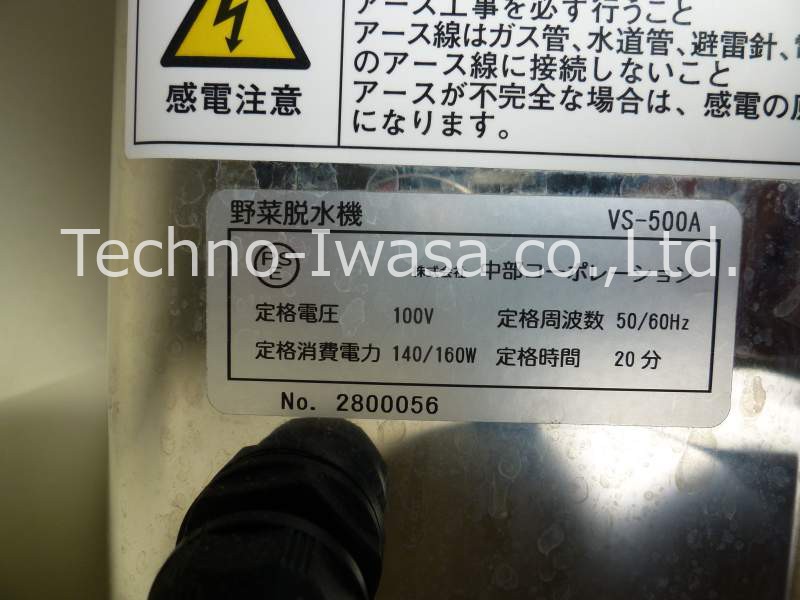 アース工事を必ず行うこと
アース線はガス管、水道管、避雷針、
のアース線に接続しないこと
アースが不完全な場合は、感電の
になります。
感電注意
野菜脱水機 VS-500A
PS
E
株式会社 中部コーポレーション
Techno-Iwasa co.,Ltd.
定格電圧 100V 定格周波数 50/60Hz
定格消費電力 140/160W 定格時間 20分
No. 2800056